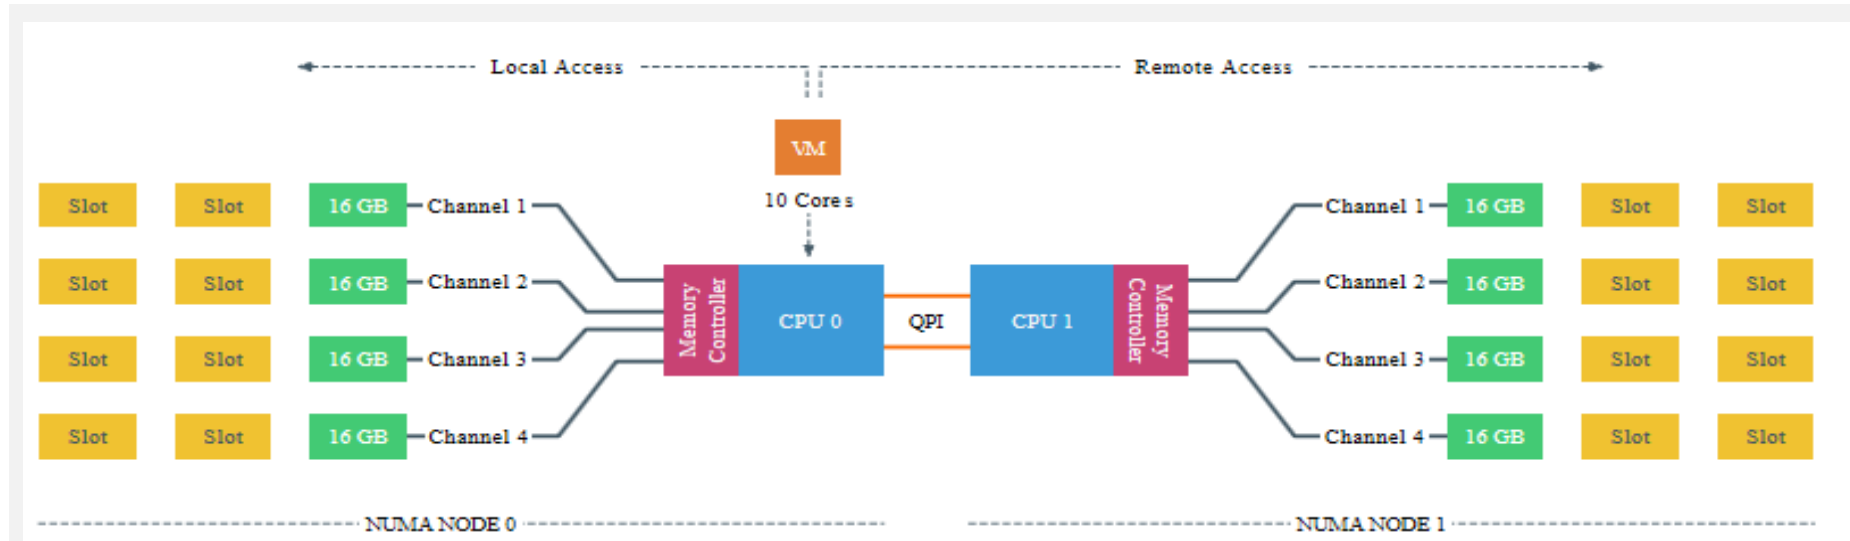 Local Access
Remote Access
VM
10 Cores
Slot Slot 16 GB Channel 1
Channel 1 16 GB Slot Slot
Slot Slot 16 GB Channel 2
Channel 2 16 GB Slot Slot
Memory Controller
CPU 0
QPI
CPU 1
Memory Controller
Slot Slot 16 GB Channel 3
Channel 3 16 GB Slot Slot
Slot Slot 16 GB Channel 4
Channel 4 16 GB Slot Slot
NUMA NODE 0
NUMA NODE 1